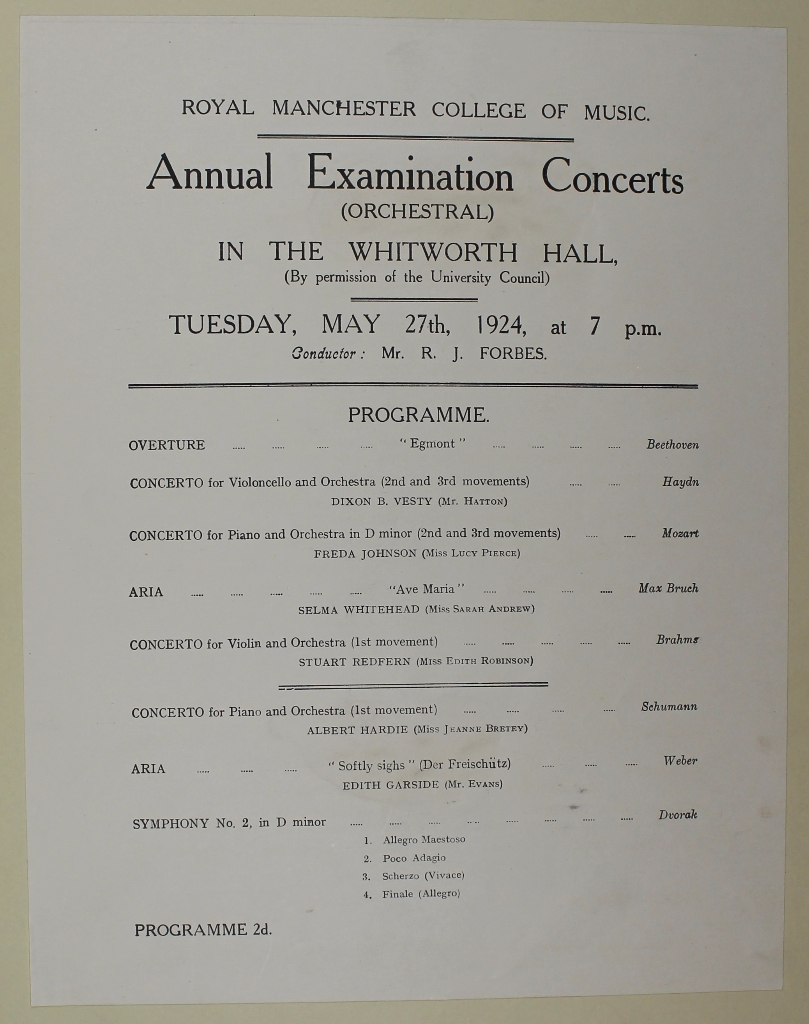 ROYAL MANCHESTER COLLEGE OF MUSIC.
Annual Examination Concerts
(ORCHESTRAL)
IN THE WHITWORTH HALL,
(By permission of the University Council)
TUESDAY, MAY 27th, 1924, at 7 p.m.
Conductor: Mr. R. J. FORBES.
PROGRAMME.
OVERTURE ..... ..... ..... ..... "Egmont" ..... ..... ..... ..... Beethoven
CONCERTO for Violoncello and Orchestra (2nd and 3rd movements) ..... ..... Haydn
DIXON B. VESTY (Mr. HATTON)
CONCERTO for Piano and Orchestra in D minor (2nd and 3rd movements) ..... ..... Mozart
FREDA JOHNSON (Miss LUCY PIERCE)
ARIA ..... ..... ..... ..... ..... "Ave Maria" ..... ..... ..... ..... Max Bruch
SELMA WHITEHEAD (Miss SARAH ANDREW)
CONCERTO for Violin and Orchestra (1st movement) ..... ..... ..... ..... ..... Brahms
STUART REDFERN (Miss EDITH ROBINSON)
CONCERTO for Piano and Orchestra (1st movement) ..... ..... ..... ..... Schumann
ALBERT HARDIE (Miss JEANNE BRETEY)
ARIA ..... ..... ..... "Softly sighs" (Der Freischütz) ..... ..... ..... Weber
EDITH GARSIDE (Mr. EVANS)
SYMPHONY No. 2, in D minor ..... ..... ..... ..... ..... ..... ..... ..... Dvorak
1. Allegro Maestoso
2. Poco Adagio
3. Scherzo (Vivace)
4. Finale (Allegro)
PROGRAMME 2d.